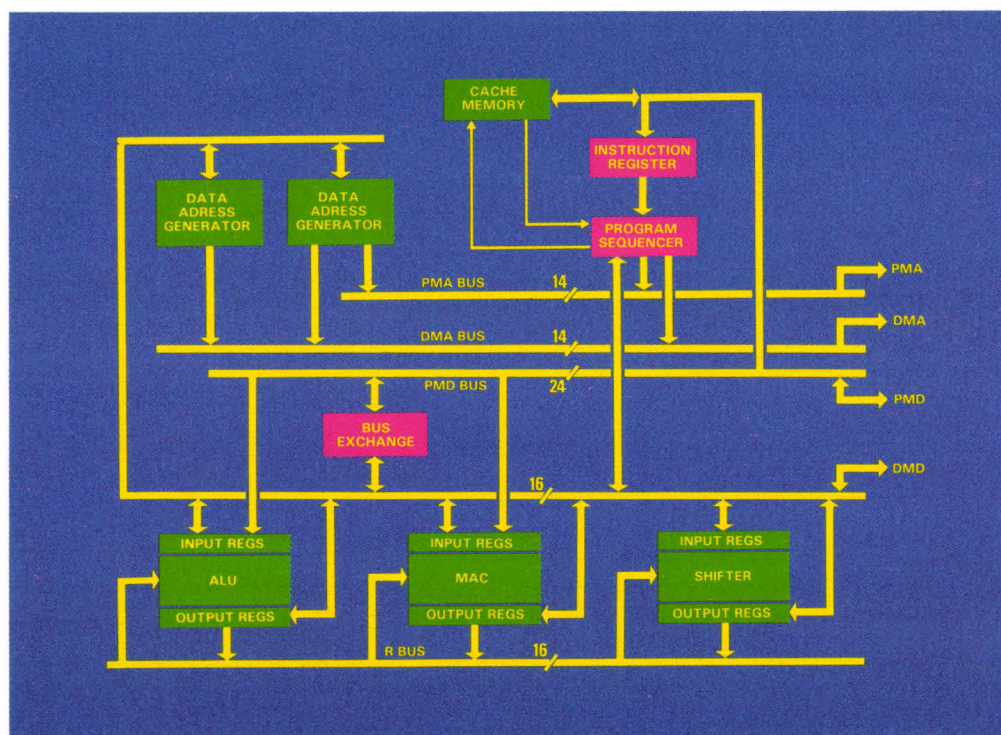 CACHE
MEMORY
INSTRUCTION
REGISTER
DATA
ADRESS
GENERATOR
DATA
ADRESS
GENERATOR
PROGRAM
SEQUENCER
PMA BUS
14
PMA
DMA BUS
14
DMA
PMD BUS
24
PMD
BUS
EXCHANGE
16
DMD
INPUT REGS
ALU
OUTPUT REGS
INPUT REGS
MAC
OUTPUT REGS
INPUT REGS
SHIFTER
OUTPUT REGS
R BUS
16